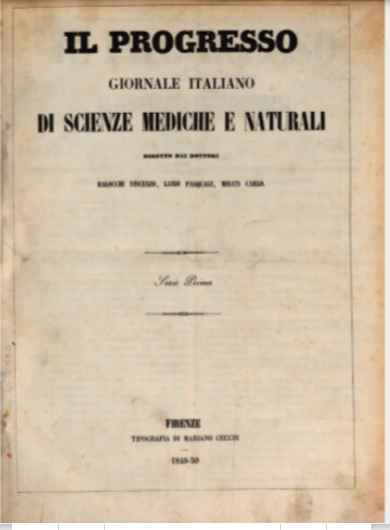 IL PROGRESSO
GIORNALE ITALIANO
DI SCIENZE MEDICHE E NATURALI
DIRETTO DAI DOTTORI
BALOCCHI VINCENZO, LANDI PASQUALE, MINATI CARLO.
Serie Prima
FIRENZE
TIPOGRAFIA DI MARIANO CECCHI
1848-50